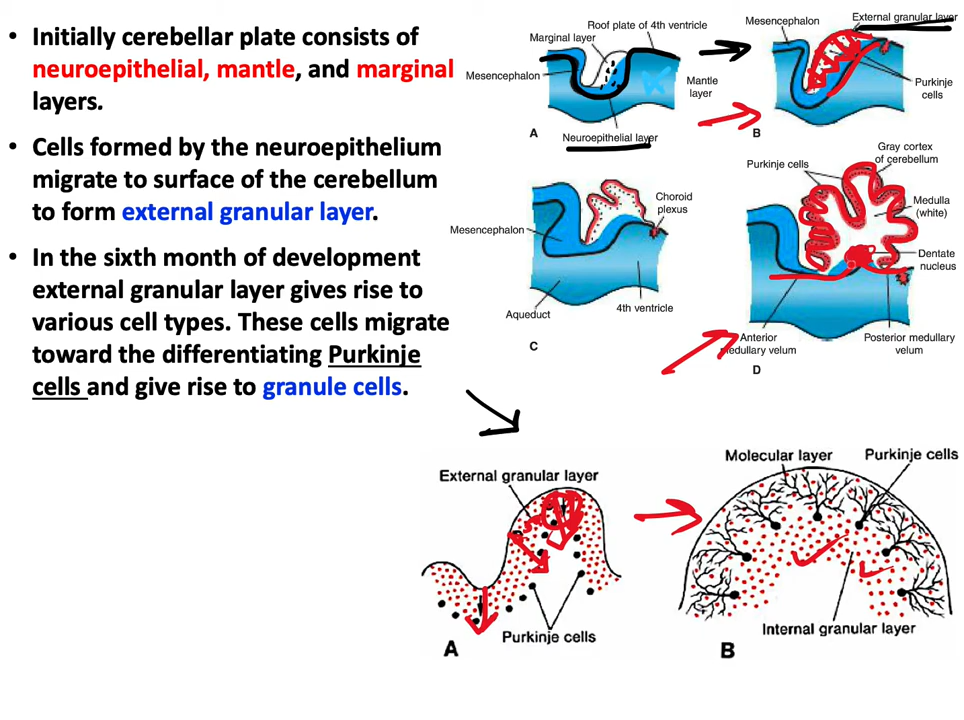 • Initially cerebellar plate consists of
neuroepithelial, mantle, and marginal
layers.
• Cells formed by the neuroepithelium
migrate to surface of the cerebellum
to form external granular layer.
• In the sixth month of development
external granular layer gives rise to
various cell types. These cells migrate
toward the differentiating Purkinje
cells and give rise to granule cells.
Roof plate of 4th ventricle
Marginal layer
Mesencephalon
Mantle
layer
A
Neuroepithelial layer
External granular layer
Mesencephalon
Purkinje
cells
B
Choroid
plexus
Mesencephalon
4th ventricle
Aqueduct
C
Gray cortex
of cerebellum
Purkinje cells
Medulla
(white)
Dentate
nucleus
Anterior
medullary velum
Posterior medullary
velum
D
External granular layer
Purkinje cells
A
Molecular layer
Purkinje cells
Internal granular layer
B